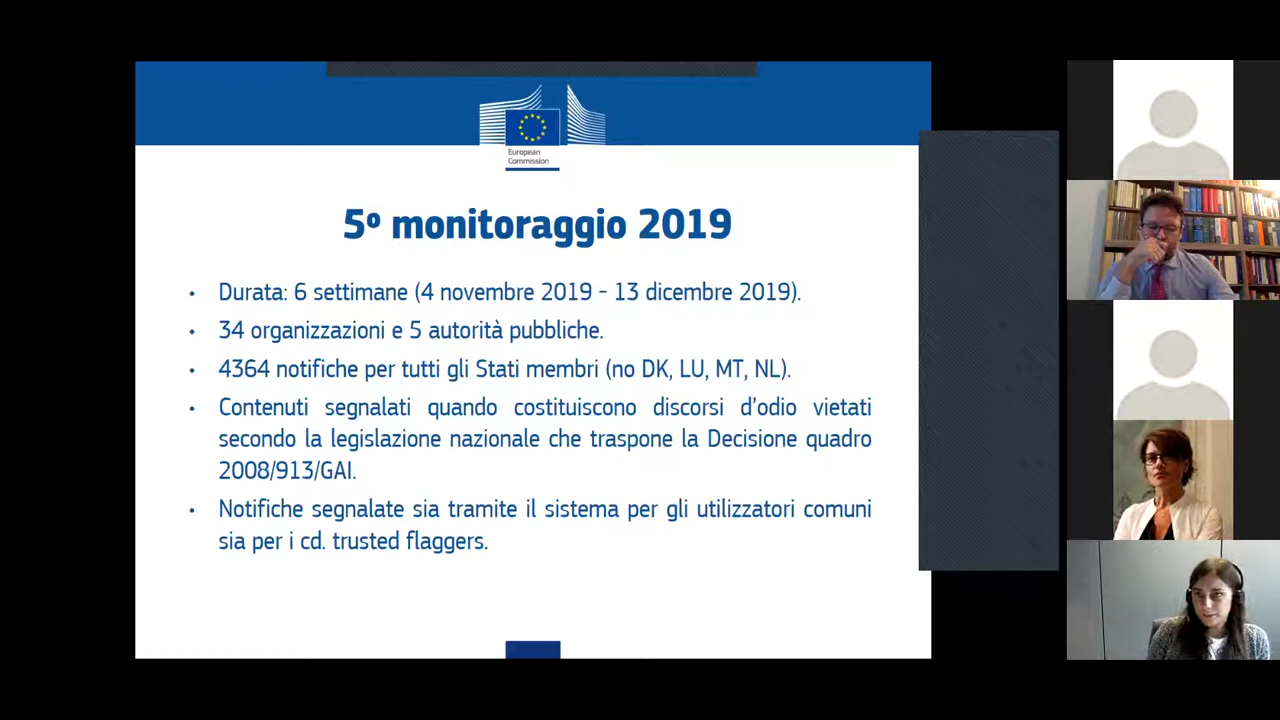 European
Commission
5º monitoraggio 2019
• Durata: 6 settimane (4 novembre 2019 - 13 dicembre 2019).
• 34 organizzazioni e 5 autorità pubbliche.
• 4364 notifiche per tutti gli Stati membri (no DK, LU, MT, NL).
• Contenuti segnalati quando costituiscono discorsi d'odio vietati
secondo la legislazione nazionale che traspone la Decisione quadro
2008/913/GAI.
• Notifiche segnalate sia tramite il sistema per gli utilizzatori comuni
sia per i cd. trusted flaggers.